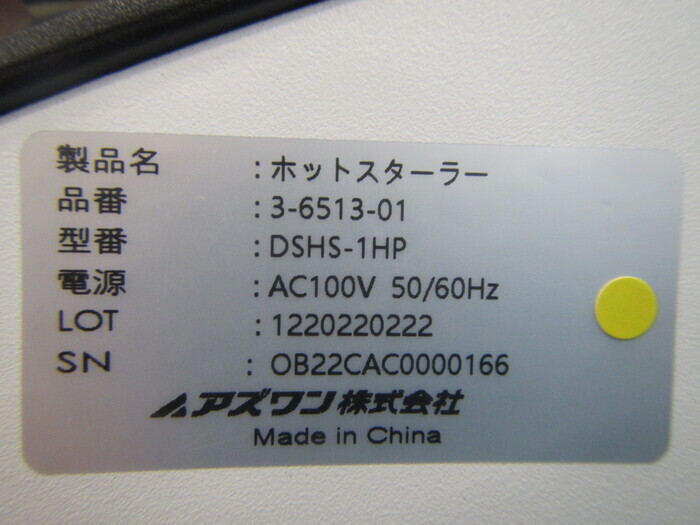 製品名 :ホットスターラー
品番 :3-6513-01
型番 :DSHS-1HP
電源 :AC100V 50/60Hz
LOT :1220220222
SN : OB22CAC0000166
アズワン株式会社
Made in China